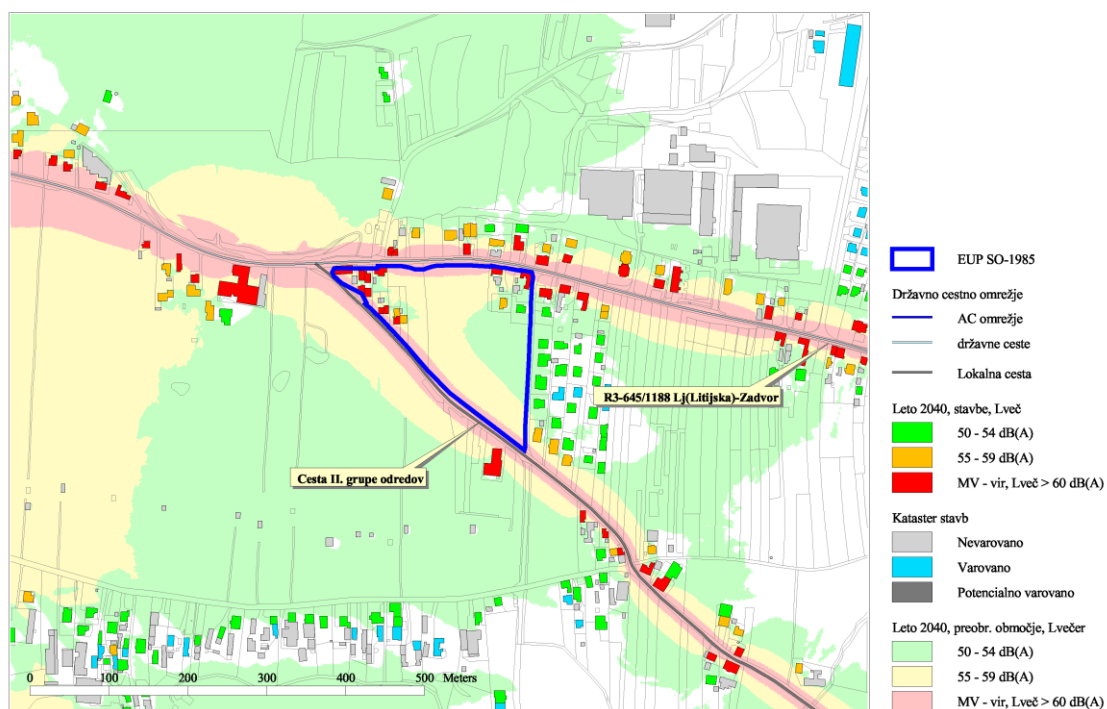 EUP SO-1985
Državno cestno omrežje
AC omrežje
državne ceste
Lokalna cesta
R3-645/1188 Lj(Litijska)-Zadvor
Leto 2040, stavbe, Lveč
50 - 54 dB(A)
55 - 59 dB(A)
MV - vir, Lveč > 60 dB(A)
Cesta II. grupe odredov
Kataster stavb
Nevarovano
Varovano
Potencialno varovano
Leto 2040, preobr. območje, Lvečer
50 - 54 dB(A)
55 - 59 dB(A)
MV - vir, Lveč > 60 dB(A)
0 100 200 300 400 500 Meters